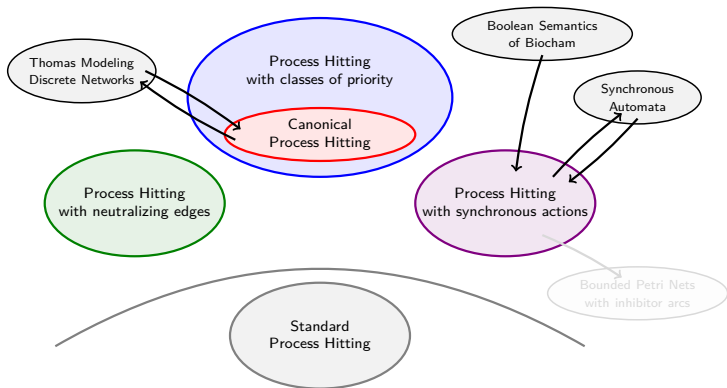 Boolean Semantics
of Biocham
Thomas Modeling
Discrete Networks
Process Hitting
with classes of priority
Synchronous
Automata
Canonical
Process Hitting
Process Hitting
with neutralizing edges
Process Hitting
with synchronous actions
Bounded Petri Nets
with inhibitor arcs
Standard
Process Hitting